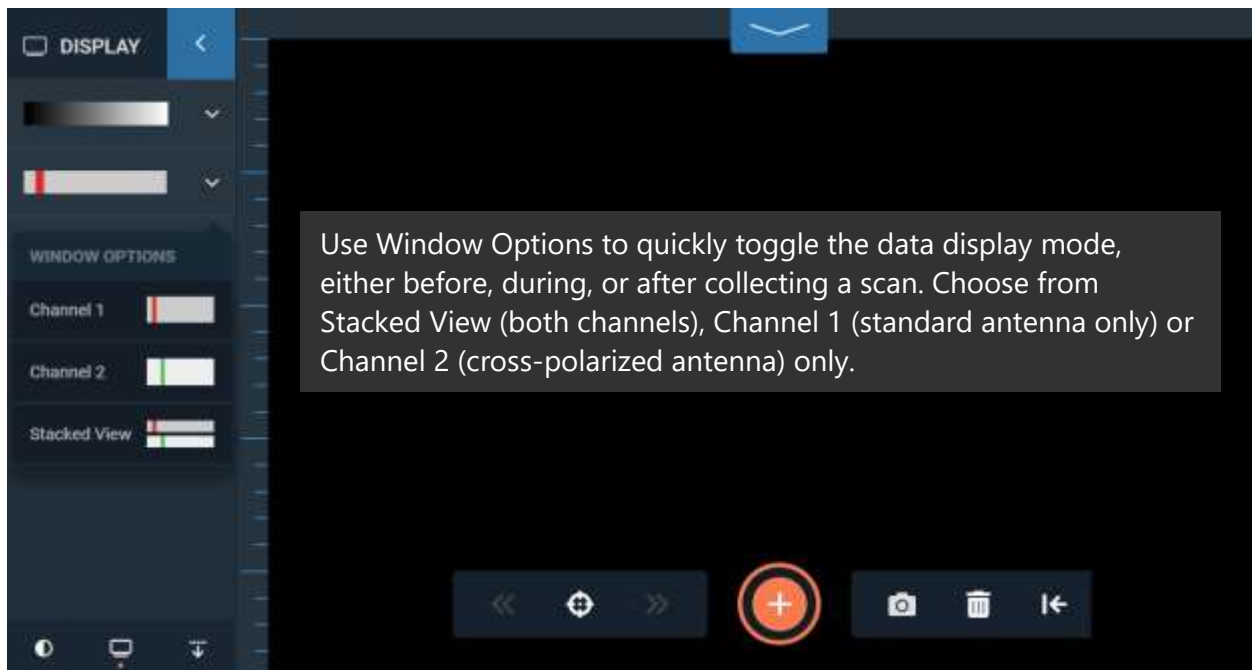 DISPLAY
WINDOW OPTIONS
Channel 1
Channel 2
Stacked View
Use Window Options to quickly toggle the data display mode,
either before, during, or after collecting a scan. Choose from
Stacked View (both channels), Channel 1 (standard antenna only) or
Channel 2 (cross-polarized antenna) only.